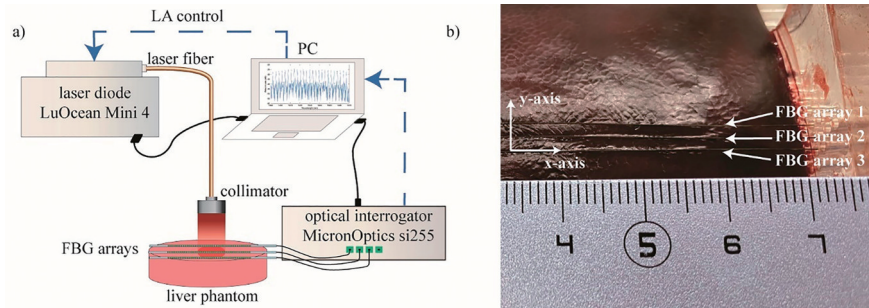 a)
LA control
laser fiber
PC
laser diode
LuOcean Mini 4
collimator
optical interrogator
MicronOptics si255
FBG arrays
liver phantom
b)
y-axis
x-axis
FBG array 1
FBG array 2
FBG array 3
4 5 6 7